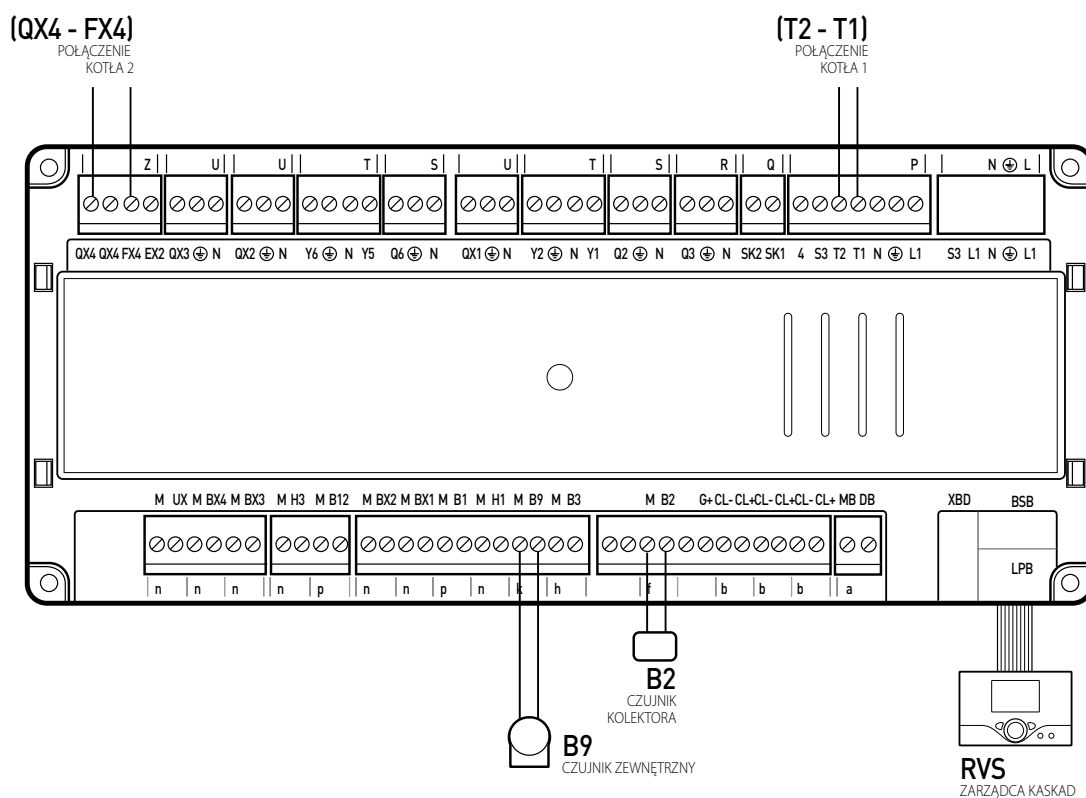 (QX4 - FX4)
POŁĄCZENIE
KOTŁA 2
(T2 - T1)
POŁĄCZENIE
KOTŁA 1
Z U U T S U T S R Q P N L
QX4 QX4 FX4 EX2 QX3 N QX2 N Y6 N Y5 Q6 N QX1 N Y2 N Y1 Q2 N Q3 N SK2 SK1 4 S3 T2 T1 N L1 S3 L1 N L1
M UX M BX4 M BX3 M H3 M B12 M BX2 M BX1 M B1 M H1 M B9 M B3 M B2 G+ CL- CL+ CL- CL+ CL- CL+ MB DB XBD BSB
LPB
n n n n p n n p n k h f b b b a
B2
CZUJNIK
KOLEKTORA
B9
CZUJNIK ZEWNĘTRZNY
RVS
ZARZĄDCA KASKAD